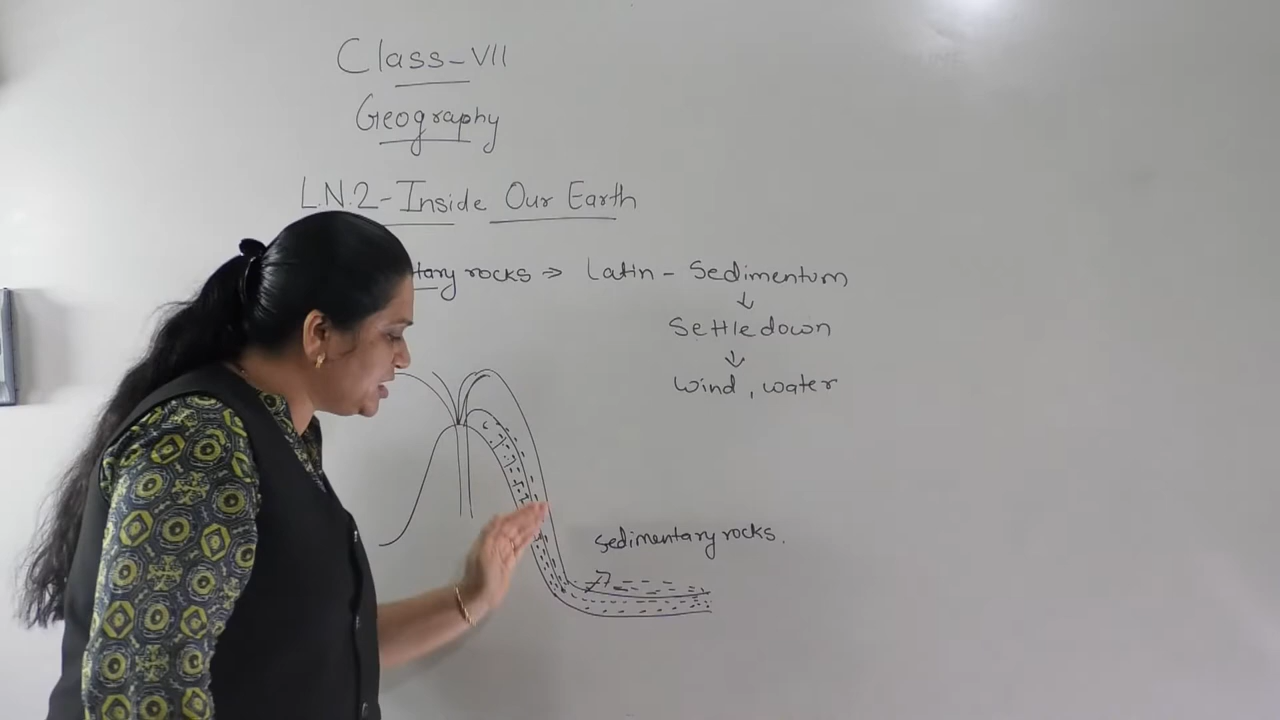 Class-VII
Geography
L.N.2-Inside Our Earth
tary rocks ⇒ Latin - Sedimentum
↓
Settle down
↓
wind, water
sedimentary rocks.